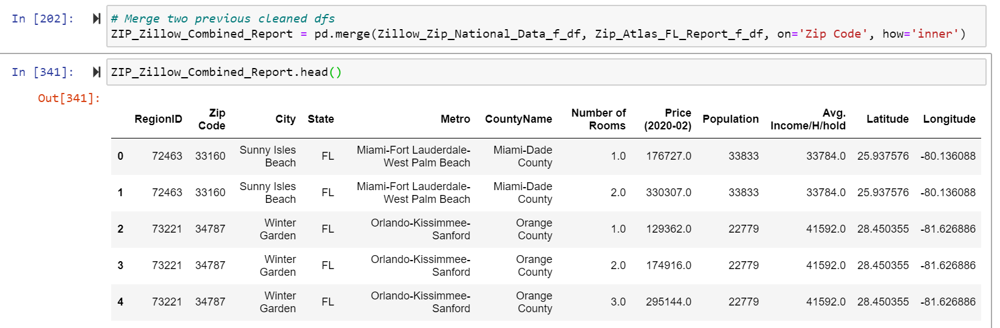 In [202]:
# Merge two previous cleaned dfs
ZIP_Zillow_Combined_Report = pd.merge(Zillow_Zip_National_Data_f_df, Zip_Atlas_FL_Report_f_df, on='Zip Code', how='inner')
In [341]:
ZIP_Zillow_Combined_Report.head()
Out[341]:
RegionID Zip Code City State Metro CountyName Number of Rooms Price (2020-02) Population Avg. Income/H/hold Latitude Longitude
0 72463 33160 Sunny Isles Beach FL Miami-Fort Lauderdale-West Palm Beach Miami-Dade County 1.0 176727.0 33833 33784.0 25.937576 -80.136088
1 72463 33160 Sunny Isles Beach FL Miami-Fort Lauderdale-West Palm Beach Miami-Dade County 2.0 330307.0 33833 33784.0 25.937576 -80.136088
2 73221 34787 Winter Garden FL Orlando-Kissimmee-Sanford Orange County 1.0 129362.0 22779 41592.0 28.450355 -81.626886
3 73221 34787 Winter Garden FL Orlando-Kissimmee-Sanford Orange County 2.0 174916.0 22779 41592.0 28.450355 -81.626886
4 73221 34787 Winter Garden FL Orlando-Kissimmee-Sanford Orange County 3.0 295144.0 22779 41592.0 28.450355 -81.626886